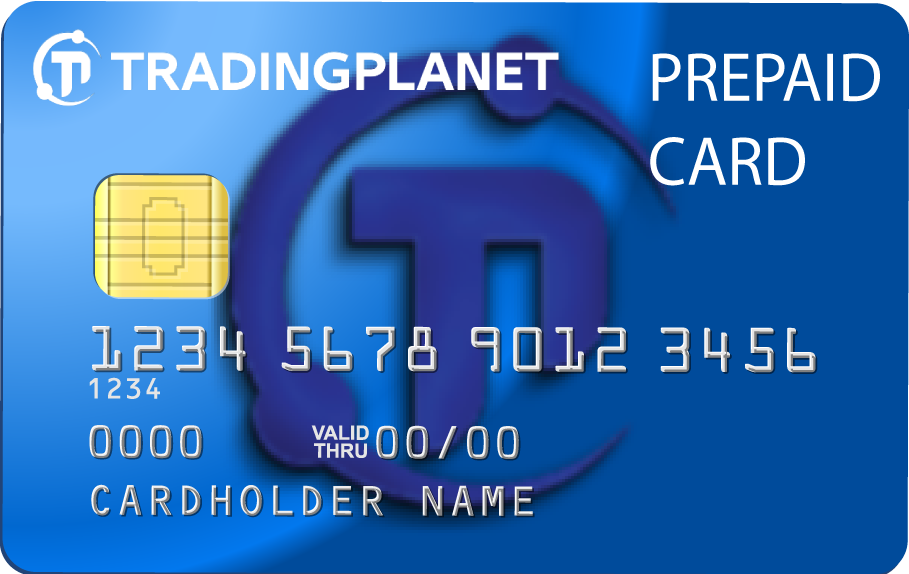 TRADINGPLANET
PREPAID
CARD
1234 5678 9012 3456
1234
0000 VALID THRU 00/00
CARDHOLDER NAME